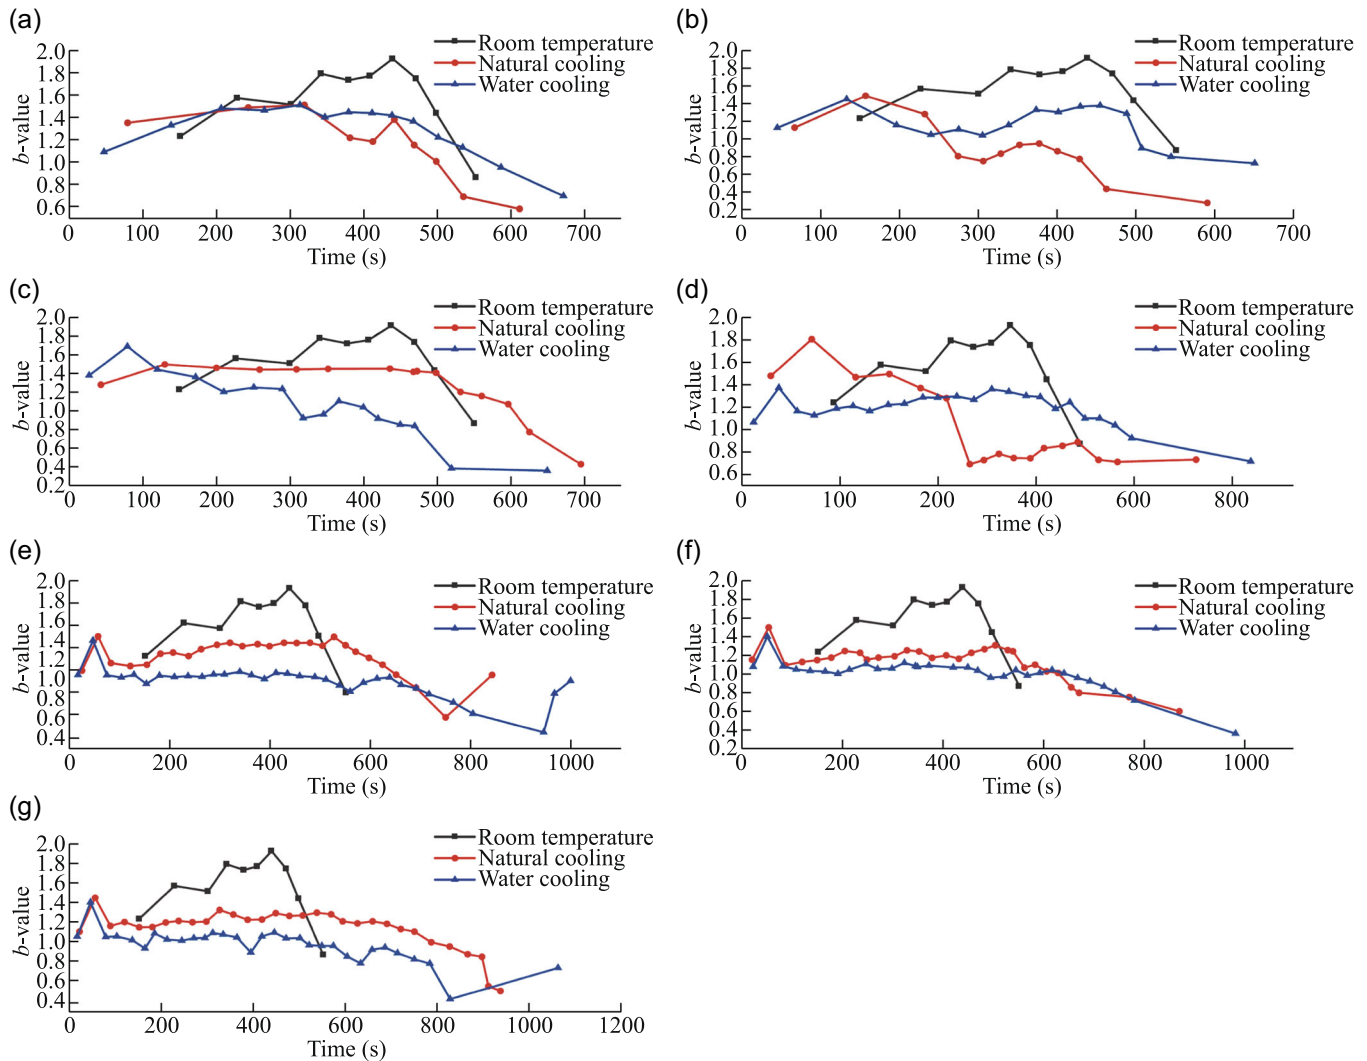 (a)
Room temperature
Natural cooling
Water cooling
2.0
1.8
1.6
1.4
1.2
1.0
0.8
0.6
b-value
0 100 200 300 400 500 600 700
Time (s)
(b)
Room temperature
Natural cooling
Water cooling
2.0
1.8
1.6
1.4
1.2
1.0
0.8
0.6
0.4
0.2
b-value
0 100 200 300 400 500 600 700
Time (s)
(c)
Room temperature
Natural cooling
Water cooling
2.0
1.8
1.6
1.4
1.2
1.0
0.8
0.6
0.4
0.2
b-value
0 100 200 300 400 500 600 700
Time (s)
(d)
Room temperature
Natural cooling
Water cooling
2.0
1.8
1.6
1.4
1.2
1.0
0.8
0.6
b-value
0 100 200 400 600 800
Time (s)
(e)
Room temperature
Natural cooling
Water cooling
2.0
1.8
1.6
1.4
1.2
1.0
0.8
0.6
0.4
b-value
0 200 400 600 800 1000
Time (s)
(f)
Room temperature
Natural cooling
Water cooling
2.0
1.8
1.6
1.4
1.2
1.0
0.8
0.6
0.4
0.2
b-value
0 200 400 600 800 1000
Time (s)
(g)
Room temperature
Natural cooling
Water cooling
2.0
1.8
1.6
1.4
1.2
1.0
0.8
0.6
0.4
b-value
0 200 400 600 800 1000 1200
Time (s)